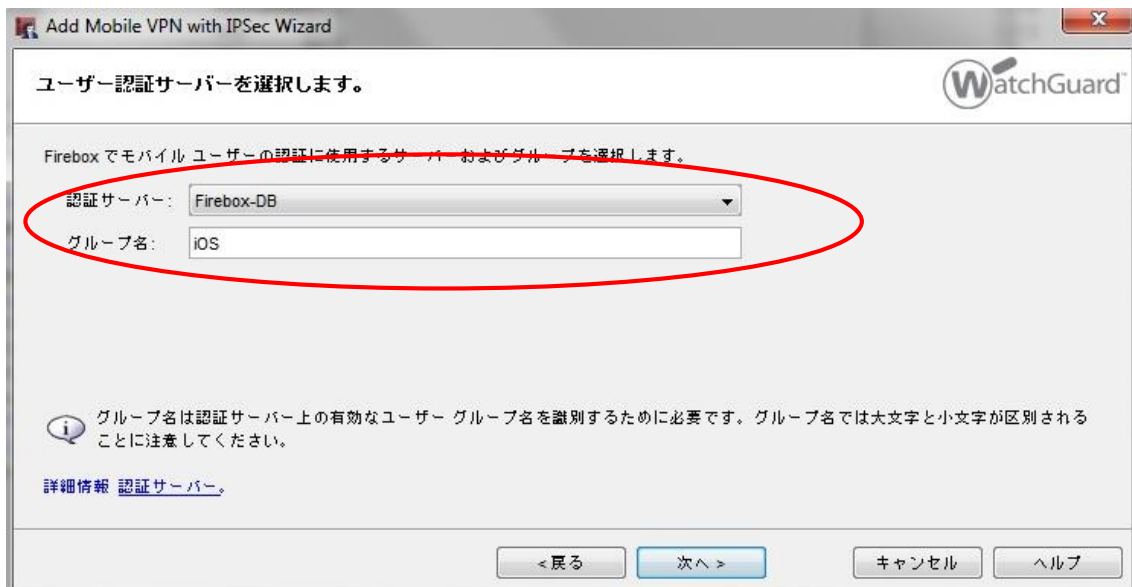 Add Mobile VPN with IPSec Wizard
ユーザー認証サーバーを選択します。
WatchGuard
Firebox でモバイル ユーザーの認証に使用するサーバーおよびグループを選択します。
認証サーバー: Firebox-DB
グループ名: iOS
グループ名は認証サーバー上の有効なユーザー グループ名を識別するために必要です。グループ名では大文字と小文字が区別される
ことに注意してください。
詳細情報 認証サーバー。
<戻る 次へ > キャンセル ヘルプ